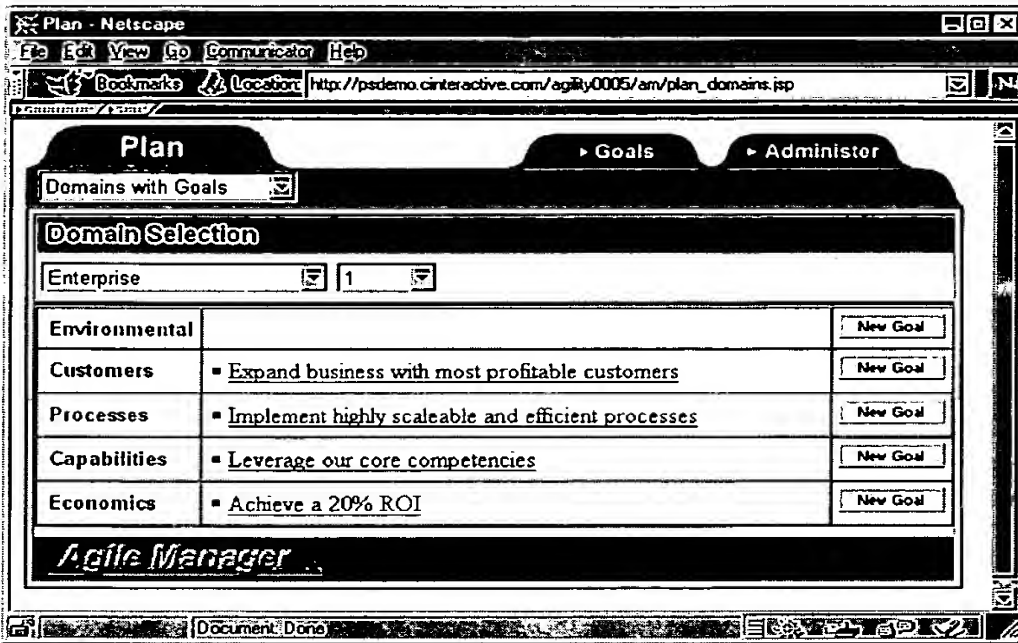 Plan - Netscape
File Edit View Go Communicator Help
Bookmarks Location: http://psdemo.cinteractive.com/agility0005/am/plan_domains.jsp N
Plan Goals Administer
Domains with Goals
Domain Selection
Enterprise 1
Environmental New Goal
Customers ▪ Expand business with most profitable customers New Goal
Processes ▪ Implement highly scaleable and efficient processes New Goal
Capabilities ▪ Leverage our core competencies New Goal
Economics ▪ Achieve a 20% ROI New Goal
Agile Manager
Document: Done